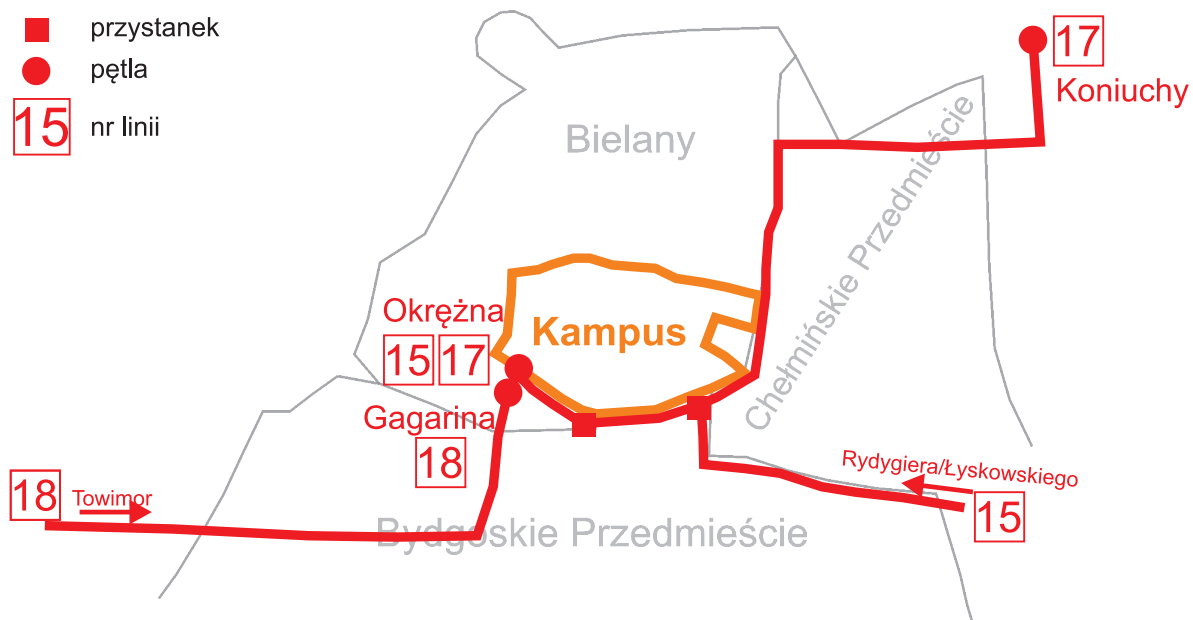 przystanek
pętla
15 nr linii
17
Koniuchy
Bielany
Chełmińskie Przedmieście
Okrężna
15 17
Kampus
Gagarina
18
18 Towimor
Rydygiera/Łyskowskiego
15
Bydgoskie Przedmieście